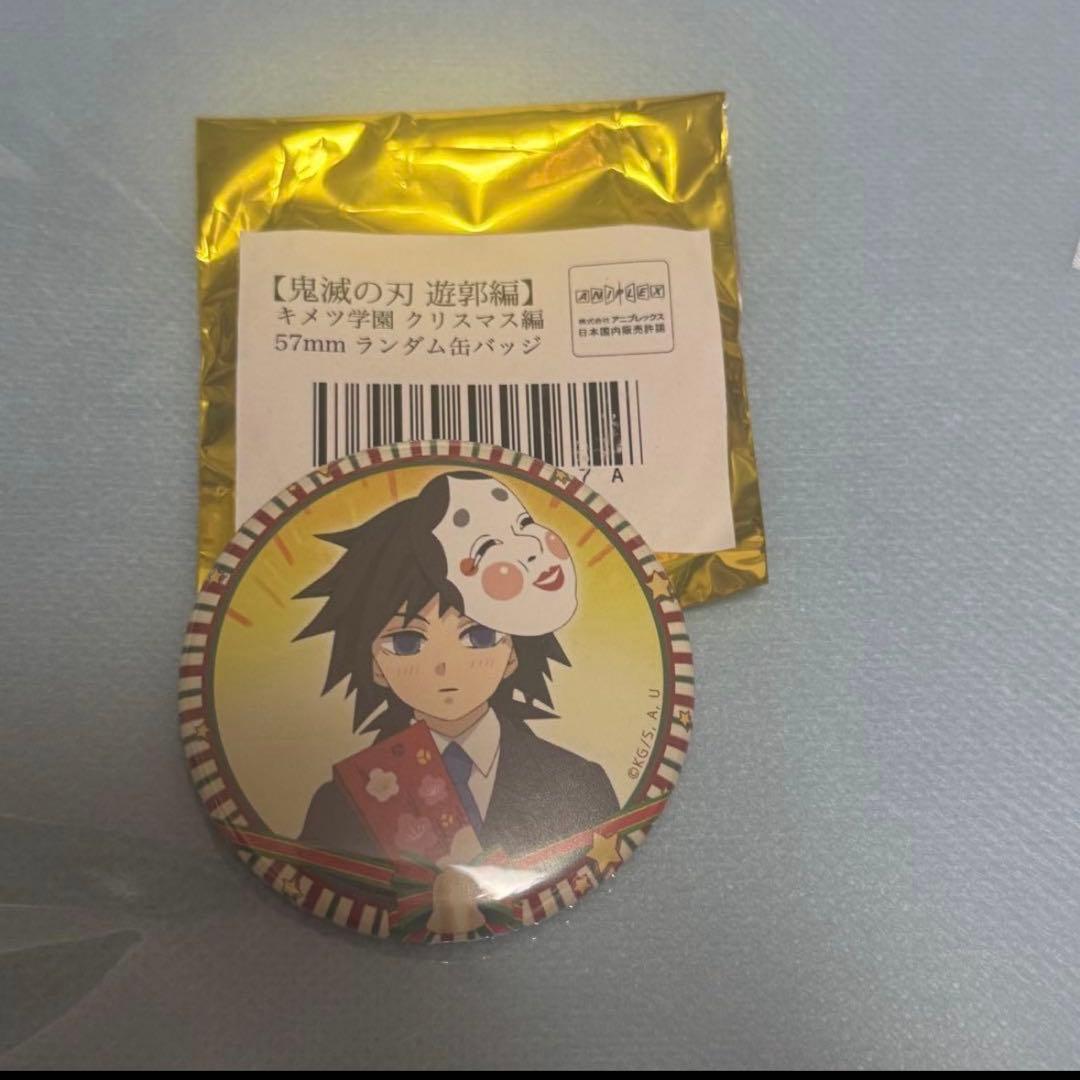 【鬼滅の刃 遊郭編】
キメツ学園 クリスマス編
57mm ランダム缶バッジ
ANIPLEX
株式会社 アニプレックス
日本国内販売許諾
7 A
©KG/S, A, U